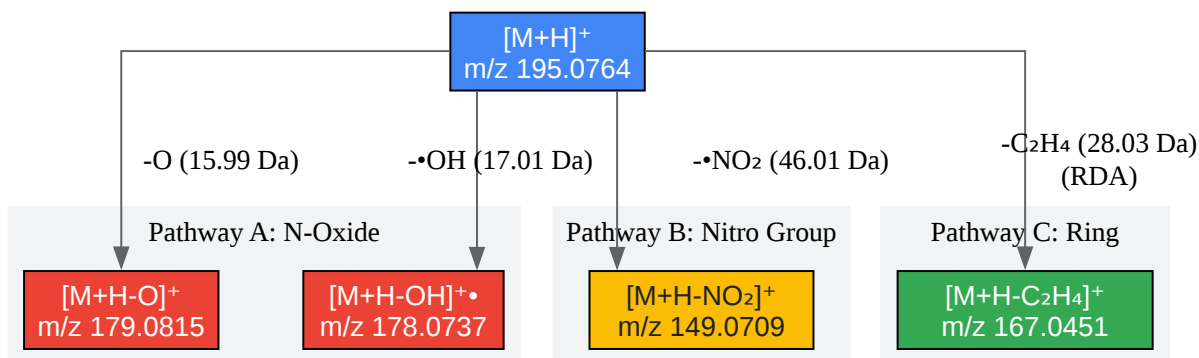 [M+H]⁺
m/z 195.0764
-O (15.99 Da)
-•OH (17.01 Da)
-•NO₂ (46.01 Da)
-C₂H₄ (28.03 Da)
(RDA)
Pathway A: N-Oxide
Pathway B: Nitro Group
Pathway C: Ring
[M+H-O]⁺
m/z 179.0815
[M+H-OH]⁺•
m/z 178.0737
[M+H-NO₂]⁺
m/z 149.0709
[M+H-C₂H₄]⁺
m/z 167.0451